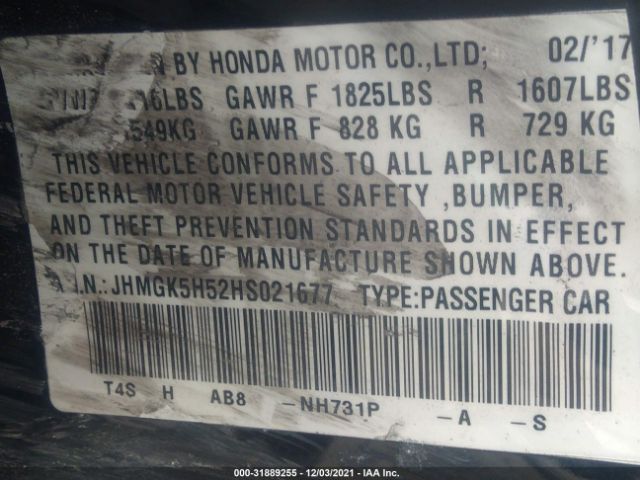 BY HONDA MOTOR CO.,LTD; 02/'17
LBS GAWR F 1825LBS R 1607LBS
549KG GAWR F 828 KG R 729 KG
THIS VEHICLE CONFORMS TO ALL APPLICABLE
FEDERAL MOTOR VEHICLE SAFETY ,BUMPER,
AND THEFT PREVENTION STANDARDS IN EFFECT
ON THE DATE OF MANUFACTURE SHOWN ABOVE.
.N.:JHMGK5H52HS021677 TYPE:PASSENGER CAR
T4S H AB8 -NH731P -A -S
000-31889255 - 12/03/2021 - IAA Inc.